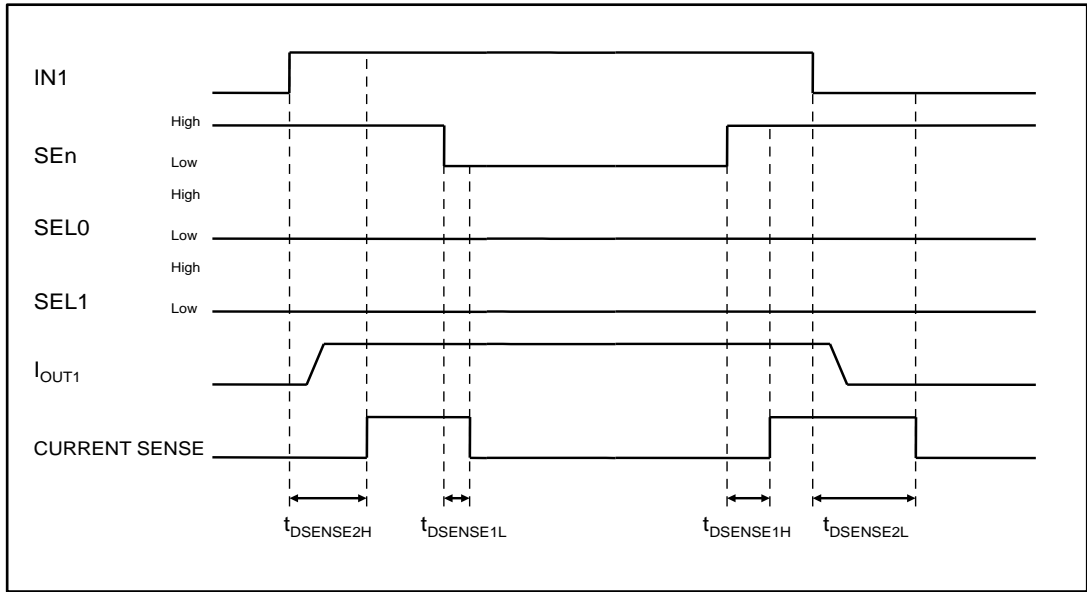 IN1
High
SEn
Low
High
SEL0
Low
High
SEL1
Low
IOUT1
CURRENT SENSE
tDSENSE2H
tDSENSE1L
tDSENSE1H
tDSENSE2L